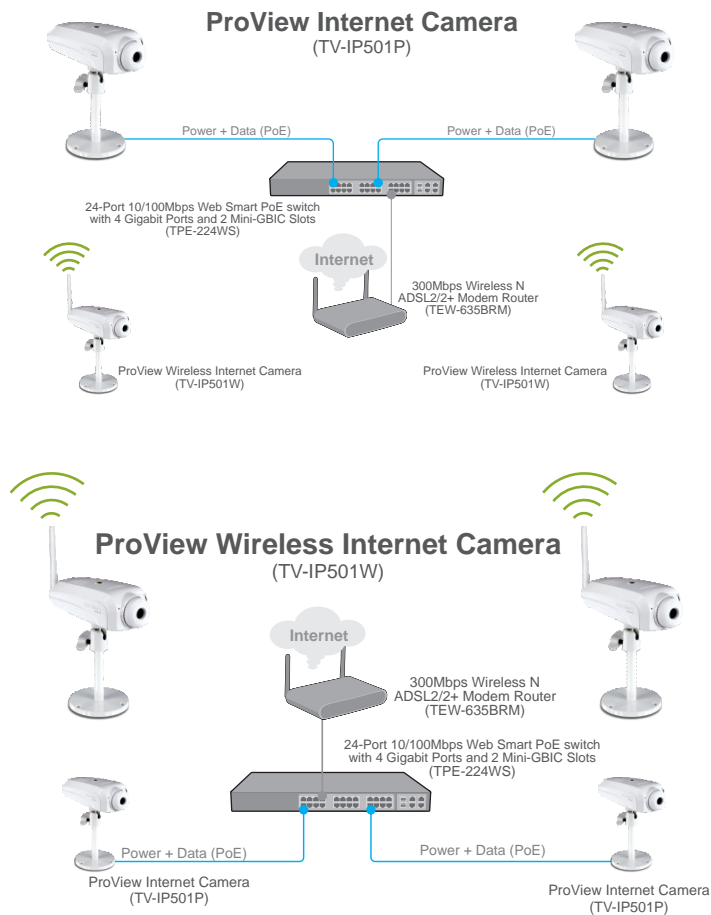 ProView Internet Camera
(TV-IP501P)
Power + Data (PoE)
Power + Data (PoE)
24-Port 10/100Mbps Web Smart PoE switch
with 4 Gigabit Ports and 2 Mini-GBIC Slots
(TPE-224WS)
Internet
300Mbps Wireless N
ADSL2/2+ Modem Router
(TEW-635BRM)
ProView Wireless Internet Camera
(TV-IP501W)
ProView Wireless Internet Camera
(TV-IP501W)
ProView Wireless Internet Camera
(TV-IP501W)
Internet
300Mbps Wireless N
ADSL2/2+ Modem Router
(TEW-635BRM)
24-Port 10/100Mbps Web Smart PoE switch
with 4 Gigabit Ports and 2 Mini-GBIC Slots
(TPE-224WS)
Power + Data (PoE)
Power + Data (PoE)
ProView Internet Camera
(TV-IP501P)
ProView Internet Camera
(TV-IP501P)